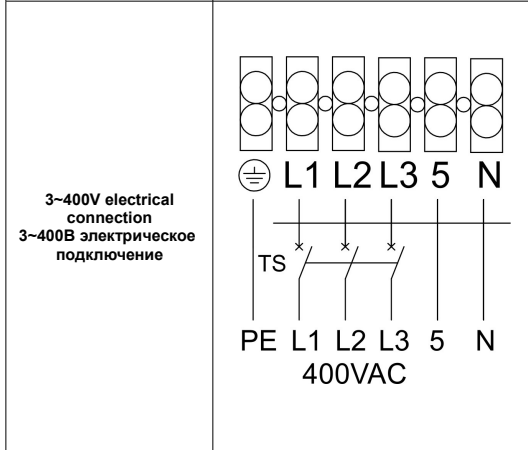 3~400V electrical
connection
3~400В электрическое
подключение
L1 L2 L3 5 N
TS
PE L1 L2 L3 5 N
400VAC